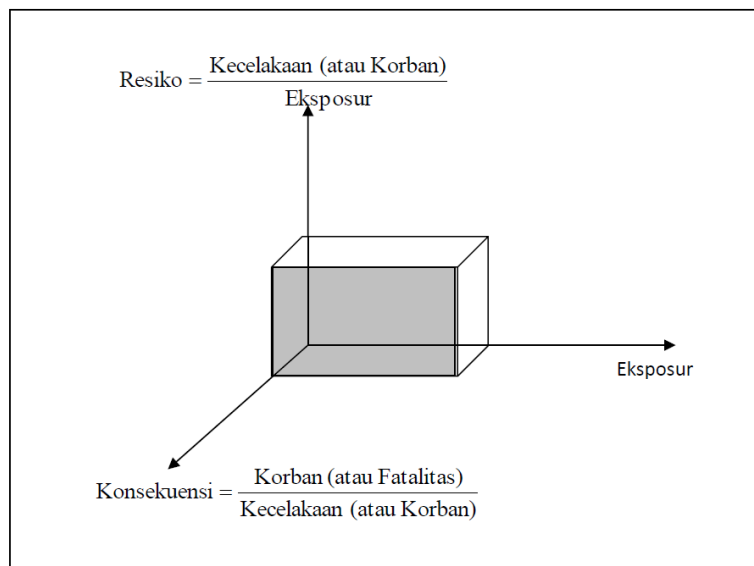 Resiko = Kecelakaan (atau Korban) / Eksposur
Eksposur
Konsekuensi = Korban (atau Fatalitas) / Kecelakaan (atau Korban)